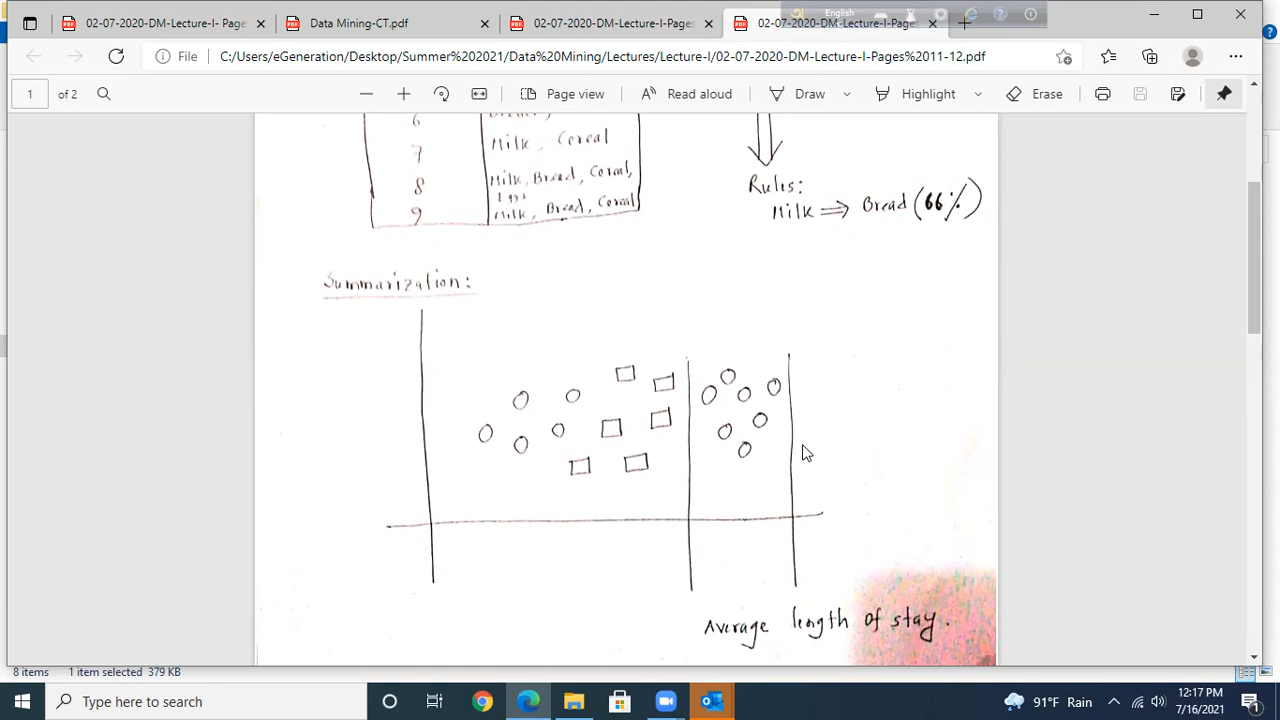 English
02-07-2020-DM-Lecture-I-Page
Data Mining-CT.pdf
02-07-2020-DM-Lecture-I-Pages
02-07-2020-DM-Lecture-I-Pages
File C:/Users/eGeneration/Desktop/Summer%202021/Data%20Mining/Lectures/Lecture-I/02-07-2020-DM-Lecture-I-Pages%2011-12.pdf
1 of 2 Page view Read aloud Draw Highlight Erase
6
7 Milk, Cereal
8 Milk, Bread, Cereal,
Eggs
9 Milk, Bread, Cereal
Rules:
Milk ⇒ Bread (66%)
Summarization:
Average length of stay.
8 items 1 item selected 379 KB
Type here to search
91°F Rain
12:17 PM
7/16/2021